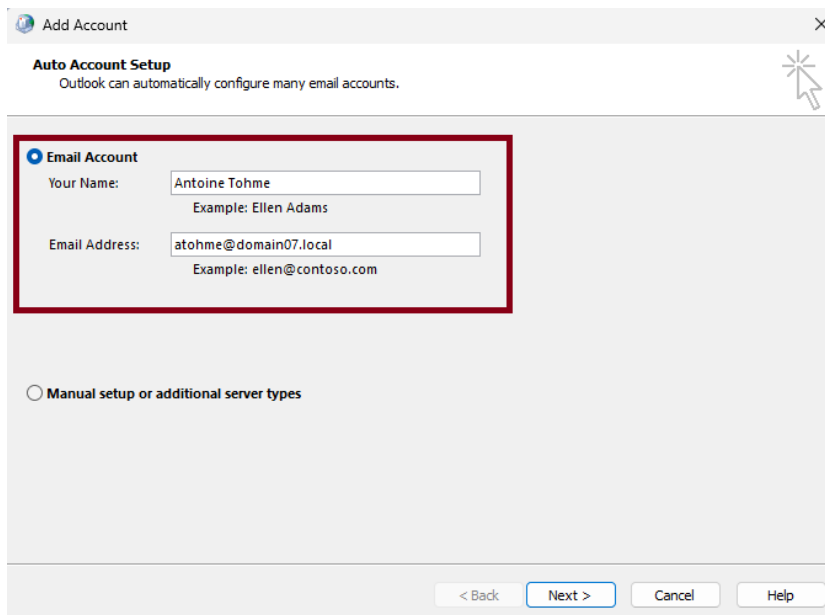 Add Account
Auto Account Setup
Outlook can automatically configure many email accounts.
Email Account
Your Name: Antoine Tohme
Example: Ellen Adams
Email Address: atohme@domain07.local
Example: ellen@contoso.com
Manual setup or additional server types
< Back Next > Cancel Help